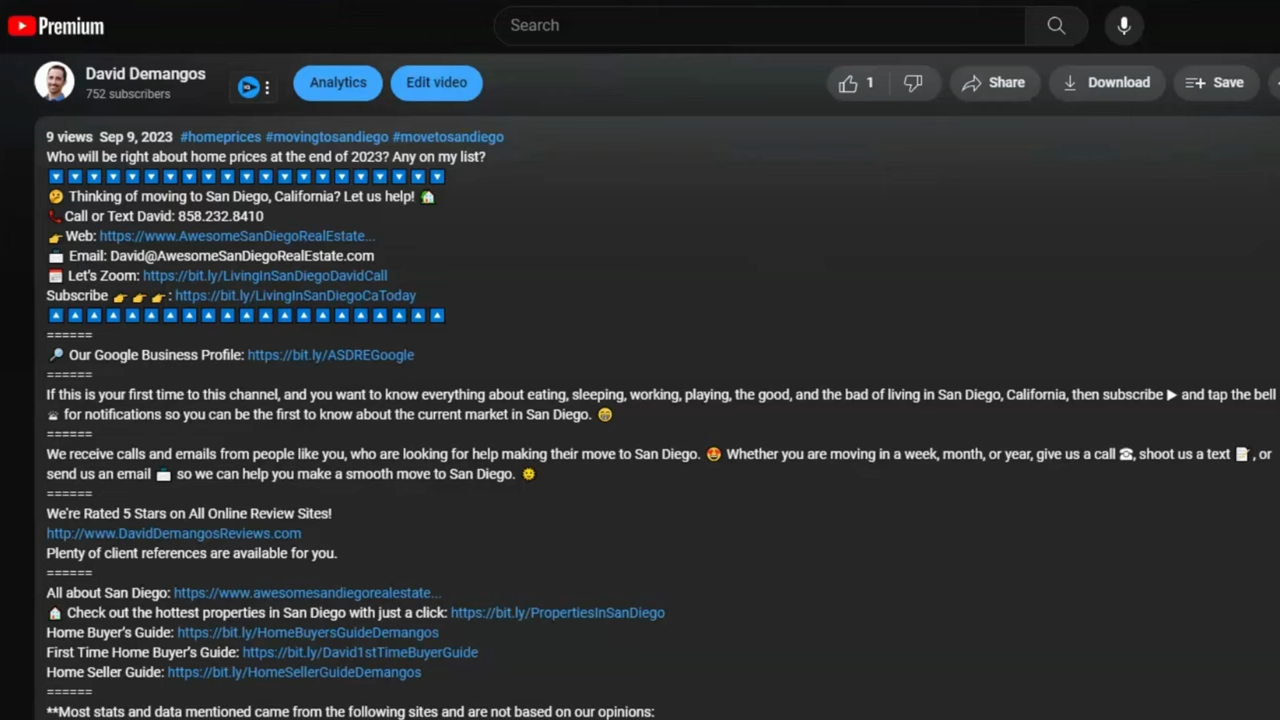 Premium
Search
David Demangos
752 subscribers
Analytics
Edit video
1
Share
Download
Save
9 views Sep 9, 2023 #homeprices #movingtosandiego #movetosandiego
Who will be right about home prices at the end of 2023? Any on my list?
🔽🔽🔽🔽🔽🔽🔽🔽🔽🔽🔽🔽🔽🔽🔽🔽🔽🔽🔽🔽🔽
🤔 Thinking of moving to San Diego, California? Let us help! 🏡
📞Call or Text David: 858.232.8410
👉Web: https://www.AwesomeSanDiegoRealEstate...
📩 Email: David@AwesomeSanDiegoRealEstate.com
📅 Let's Zoom: https://bit.ly/LivingInSanDiegoDavidCall
Subscribe 👉 👉 👉: https://bit.ly/LivingInSanDiegoCaToday
🔼🔼🔼🔼🔼🔼🔼🔼🔼🔼🔼🔼🔼🔼🔼🔼🔼🔼🔼🔼🔼
======
🔎 Our Google Business Profile: https://bit.ly/ASDREGoogle
======
If this is your first time to this channel, and you want to know everything about eating, sleeping, working, playing, the good, and the bad of living in San Diego, California, then subscribe ▶ and tap the bell
🛎 for notifications so you can be the first to know about the current market in San Diego. 😁
======
We receive calls and emails from people like you, who are looking for help making their move to San Diego. 😍 Whether you are moving in a week, month, or year, give us a call ☎, shoot us a text 📝, or
send us an email 📩 so we can help you make a smooth move to San Diego. 🌞
======
We're Rated 5 Stars on All Online Review Sites!
http://www.DavidDemangosReviews.com
Plenty of client references are available for you.
======
All about San Diego: https://www.awesomesandiegorealestate...
🏠 Check out the hottest properties in San Diego with just a click: https://bit.ly/PropertiesInSanDiego
Home Buyer's Guide: https://bit.ly/HomeBuyersGuideDemangos
First Time Home Buyer's Guide: https://bit.ly/David1stTimeBuyerGuide
Home Seller Guide: https://bit.ly/HomeSellerGuideDemangos
======
**Most stats and data mentioned came from the following sites and are not based on our opinions: